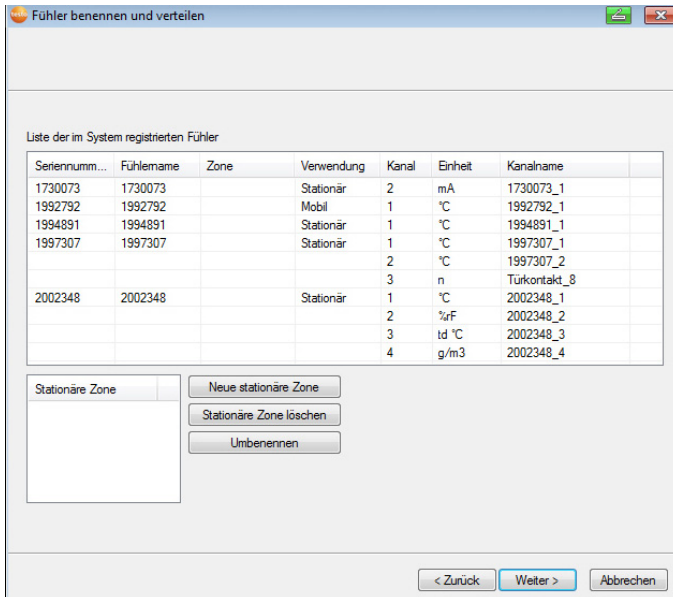 Fühler benennen und verteilen
Liste der im System registrierten Fühler
Seriennumm... Fühlername Zone Verwendung Kanal Einheit Kanalname
1730073 1730073 Stationär 2 mA 1730073_1
1992792 1992792 Mobil 1 °C 1992792_1
1994891 1994891 Stationär 1 °C 1994891_1
1997307 1997307 Stationär 1 °C 1997307_1
2 °C 1997307_2
3 n Türkontakt_8
2002348 2002348 Stationär 1 °C 2002348_1
2 %rF 2002348_2
3 td °C 2002348_3
4 g/m3 2002348_4
Stationäre Zone
Neue stationäre Zone
Stationäre Zone löschen
Umbenennen
< Zurück Weiter > Abbrechen